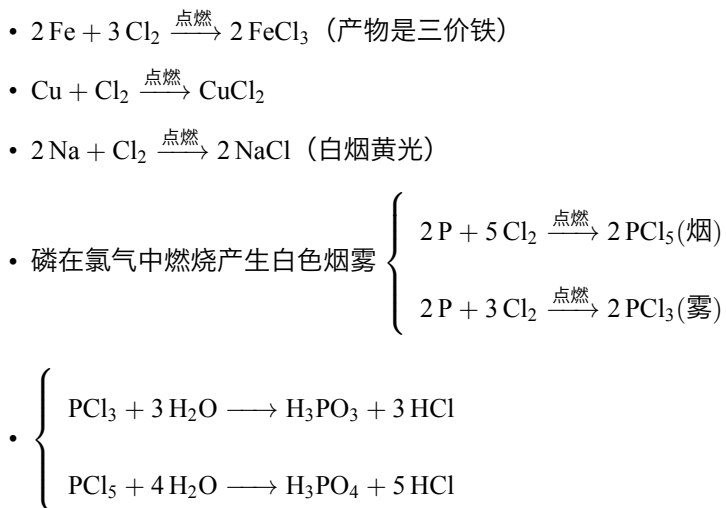 • 2 Fe + 3 Cl₂ —点燃→ 2 FeCl₃（产物是三价铁）
• Cu + Cl₂ —点燃→ CuCl₂
• 2 Na + Cl₂ —点燃→ 2 NaCl（白烟黄光）
• 磷在氯气中燃烧产生白色烟雾 { 2 P + 5 Cl₂ —点燃→ 2 PCl₅(烟)
2 P + 3 Cl₂ —点燃→ 2 PCl₃(雾)
• { PCl₃ + 3 H₂O ⟶ H₃PO₃ + 3 HCl
PCl₅ + 4 H₂O ⟶ H₃PO₄ + 5 HCl